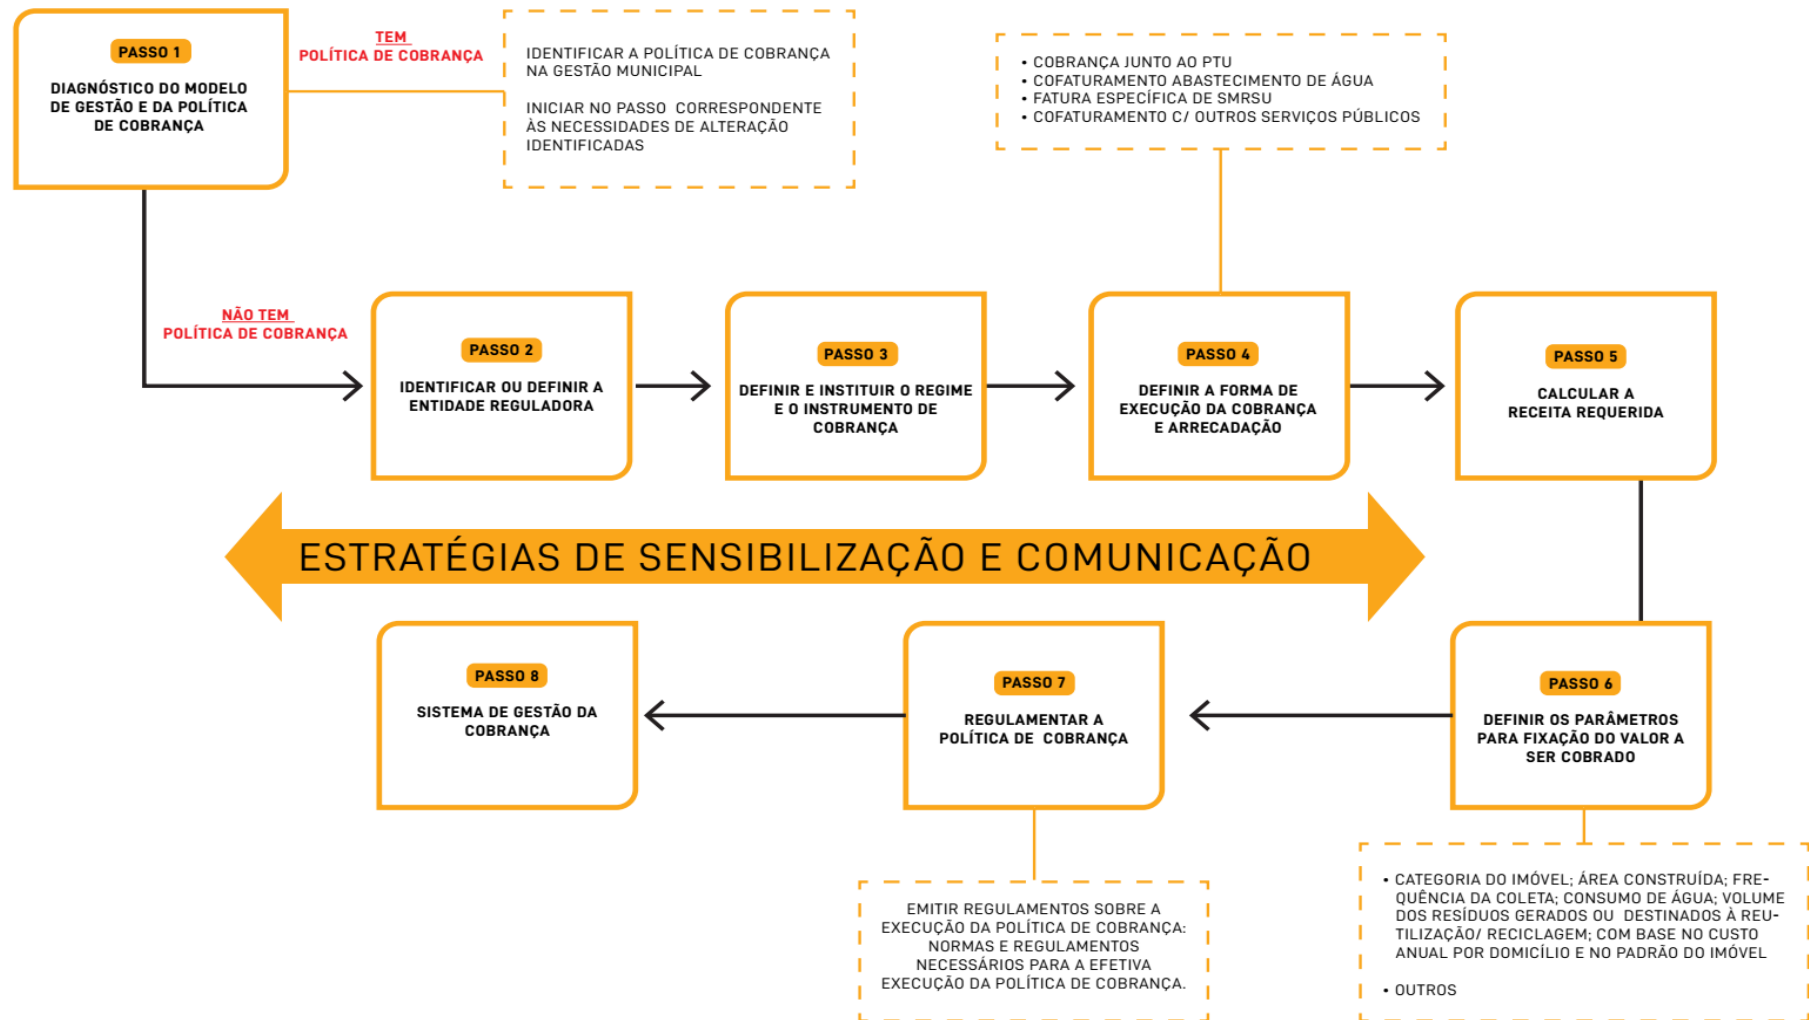 PASSO 1
DIAGNÓSTICO DO MODELO
DE GESTÃO E DA POLÍTICA
DE COBRANÇA
TEM
POLÍTICA DE COBRANÇA
IDENTIFICAR A POLÍTICA DE COBRANÇA
NA GESTÃO MUNICIPAL
INICIAR NO PASSO CORRESPONDENTE
ÀS NECESSIDADES DE ALTERAÇÃO
IDENTIFICADAS
• COBRANÇA JUNTO AO PTU
• COFATURAMENTO ABASTECIMENTO DE ÁGUA
• FATURA ESPECÍFICA DE SMRSU
• COFATURAMENTO C/ OUTROS SERVIÇOS PÚBLICOS
NÃO TEM
POLÍTICA DE COBRANÇA
PASSO 2
IDENTIFICAR OU DEFINIR A
ENTIDADE REGULADORA
PASSO 3
DEFINIR E INSTITUIR O REGIME
E O INSTRUMENTO DE
COBRANÇA
PASSO 4
DEFINIR A FORMA DE
EXECUÇÃO DA COBRANÇA
E ARRECADAÇÃO
PASSO 5
CALCULAR A
RECEITA REQUERIDA
ESTRATÉGIAS DE SENSIBILIZAÇÃO E COMUNICAÇÃO
PASSO 8
SISTEMA DE GESTÃO DA
COBRANÇA
PASSO 7
REGULAMENTAR A
POLÍTICA DE COBRANÇA
PASSO 6
DEFINIR OS PARÂMETROS
PARA FIXAÇÃO DO VALOR A
SER COBRADO
EMITIR REGULAMENTOS SOBRE A
EXECUÇÃO DA POLÍTICA DE COBRANÇA:
NORMAS E REGULAMENTOS
NECESSÁRIOS PARA A EFETIVA
EXECUÇÃO DA POLÍTICA DE COBRANÇA.
• CATEGORIA DO IMÓVEL; ÁREA CONSTRUÍDA; FRE-
QUÊNCIA DA COLETA; CONSUMO DE ÁGUA; VOLUME
DOS RESÍDUOS GERADOS OU DESTINADOS À REU-
TILIZAÇÃO/ RECICLAGEM; COM BASE NO CUSTO
ANUAL POR DOMICÍLIO E NO PADRÃO DO IMÓVEL
• OUTROS